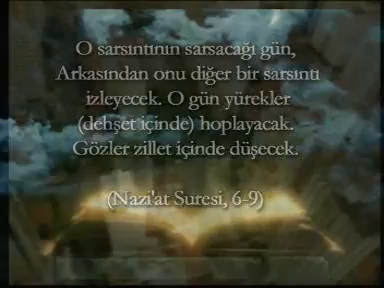 O sarsıntının sarsacağı gün,
Arkasından onu diğer bir sarsıntı
izleyecek. O gün yürekler
(dehşet içinde) hoplayacak.
Gözler zillet içinde düşecek.
(Nazi'at Suresi, 6-9)